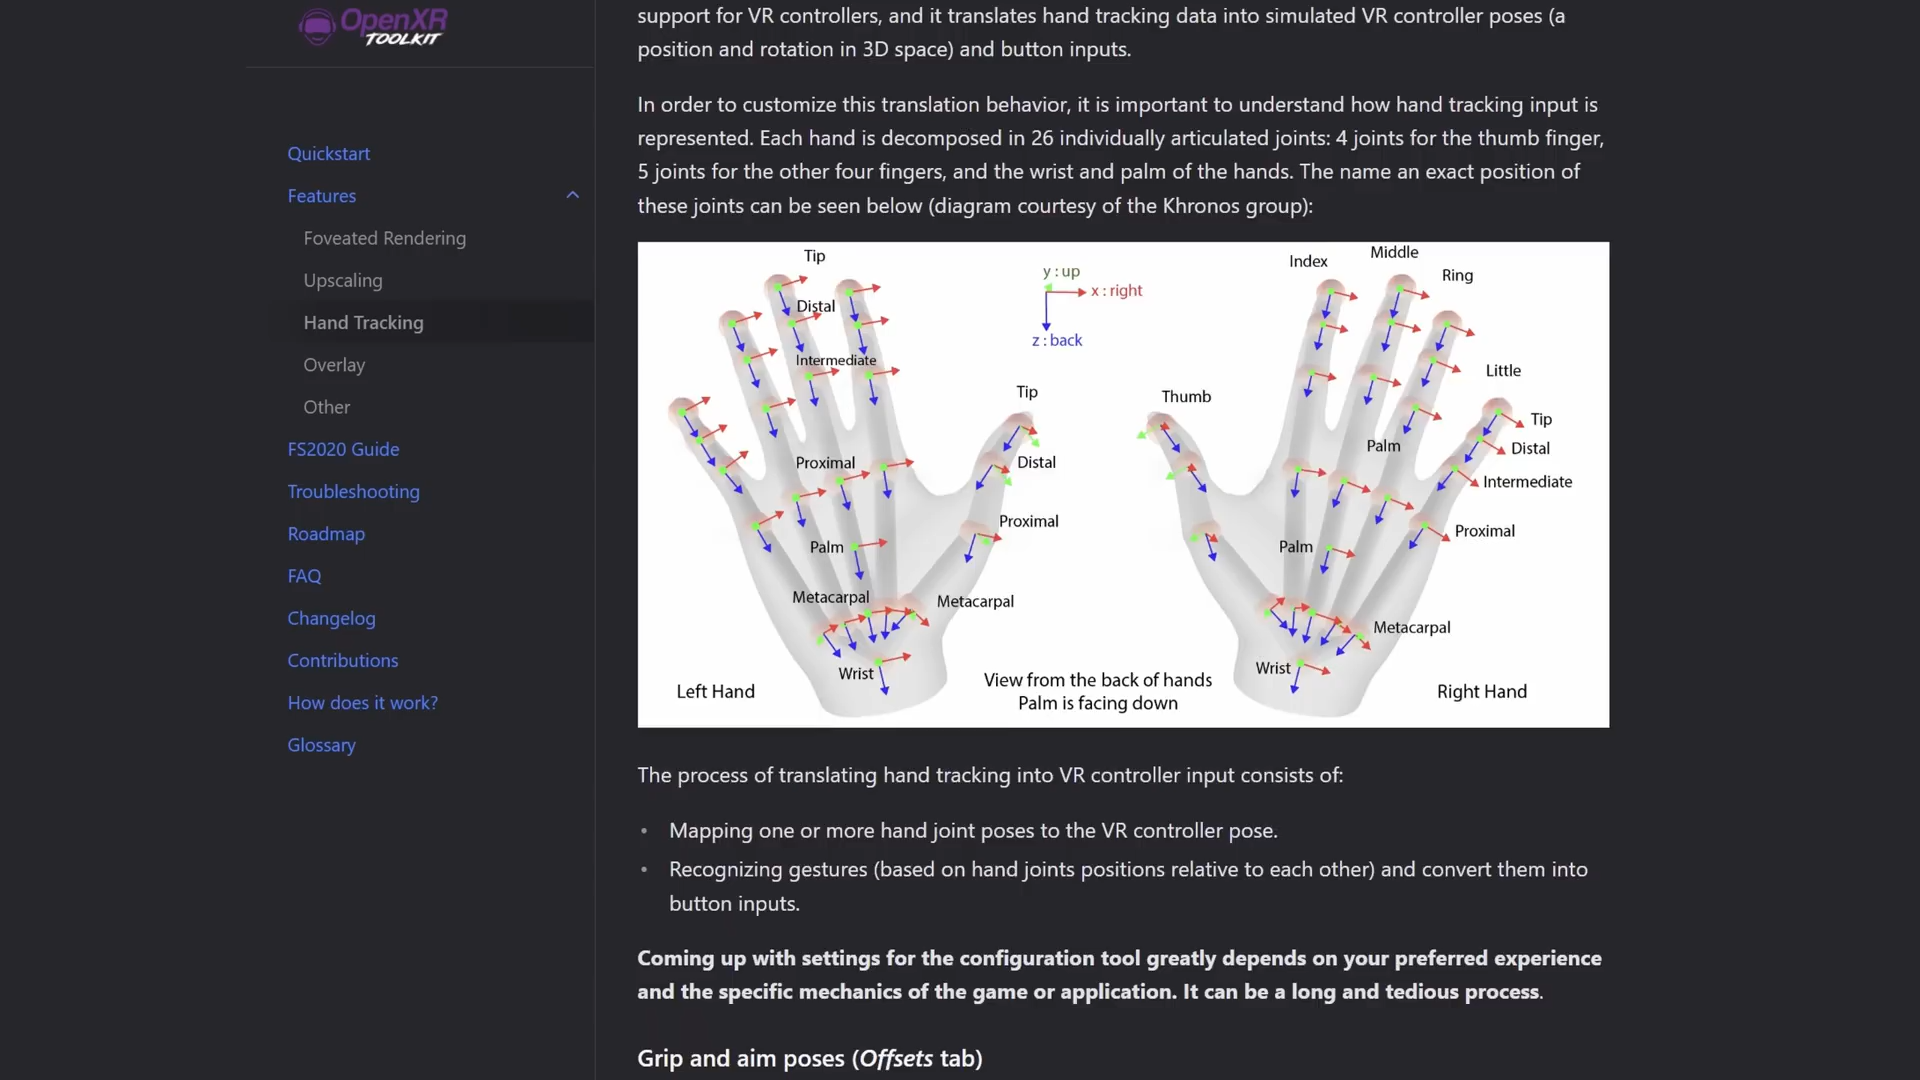 OpenXR
TOOLKIT
Quickstart
Features
Foveated Rendering
Upscaling
Hand Tracking
Overlay
Other
FS2020 Guide
Troubleshooting
Roadmap
FAQ
Changelog
Contributions
How does it work?
Glossary
support for VR controllers, and it translates hand tracking data into simulated VR controller poses (a
position and rotation in 3D space) and button inputs.
In order to customize this translation behavior, it is important to understand how hand tracking input is
represented. Each hand is decomposed in 26 individually articulated joints: 4 joints for the thumb finger,
5 joints for the other four fingers, and the wrist and palm of the hands. The name an exact position of
these joints can be seen below (diagram courtesy of the Khronos group):
Tip
Distal
Intermediate
Proximal
Palm
Metacarpal
Wrist
Left Hand
Tip
Distal
Proximal
Metacarpal
y : up
x : right
z : back
View from the back of hands
Palm is facing down
Thumb
Index
Middle
Ring
Little
Tip
Distal
Intermediate
Proximal
Palm
Palm
Metacarpal
Wrist
Right Hand
The process of translating hand tracking into VR controller input consists of:
• Mapping one or more hand joint poses to the VR controller pose.
• Recognizing gestures (based on hand joints positions relative to each other) and convert them into
button inputs.
Coming up with settings for the configuration tool greatly depends on your preferred experience
and the specific mechanics of the game or application. It can be a long and tedious process.
Grip and aim poses (Offsets tab)